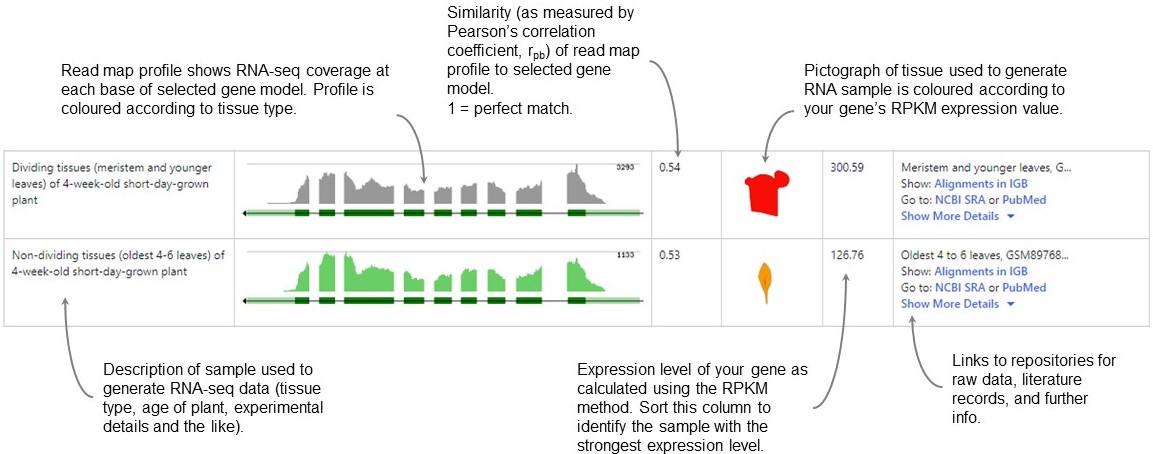 Similarity (as measured by
Pearson's correlation
coefficient, rpb) of read map
profile to selected gene
model.
1 = perfect match.
Read map profile shows RNA-seq coverage at
each base of selected gene model. Profile is
coloured according to tissue type.
Pictograph of tissue used to generate
RNA sample is coloured according to
your gene's RPKM expression value.
Dividing tissues (meristem and younger
leaves) of 4-week-old short-day-grown
plant
3293
0.54
300.59
Meristem and younger leaves, G...
Show: Alignments in IGB
Go to: NCBI SRA or PubMed
Show More Details
Non-dividing tissues (oldest 4-6 leaves) of
4-week-old short-day-grown plant
1133
0.53
126.76
Oldest 4 to 6 leaves, GSM89768...
Show: Alignments in IGB
Go to: NCBI SRA or PubMed
Show More Details
Description of sample used to
generate RNA-seq data (tissue
type, age of plant, experimental
details and the like).
Expression level of your gene as
calculated using the RPKM
method. Sort this column to
identify the sample with the
strongest expression level.
Links to repositories for
raw data, literature
records, and further
info.